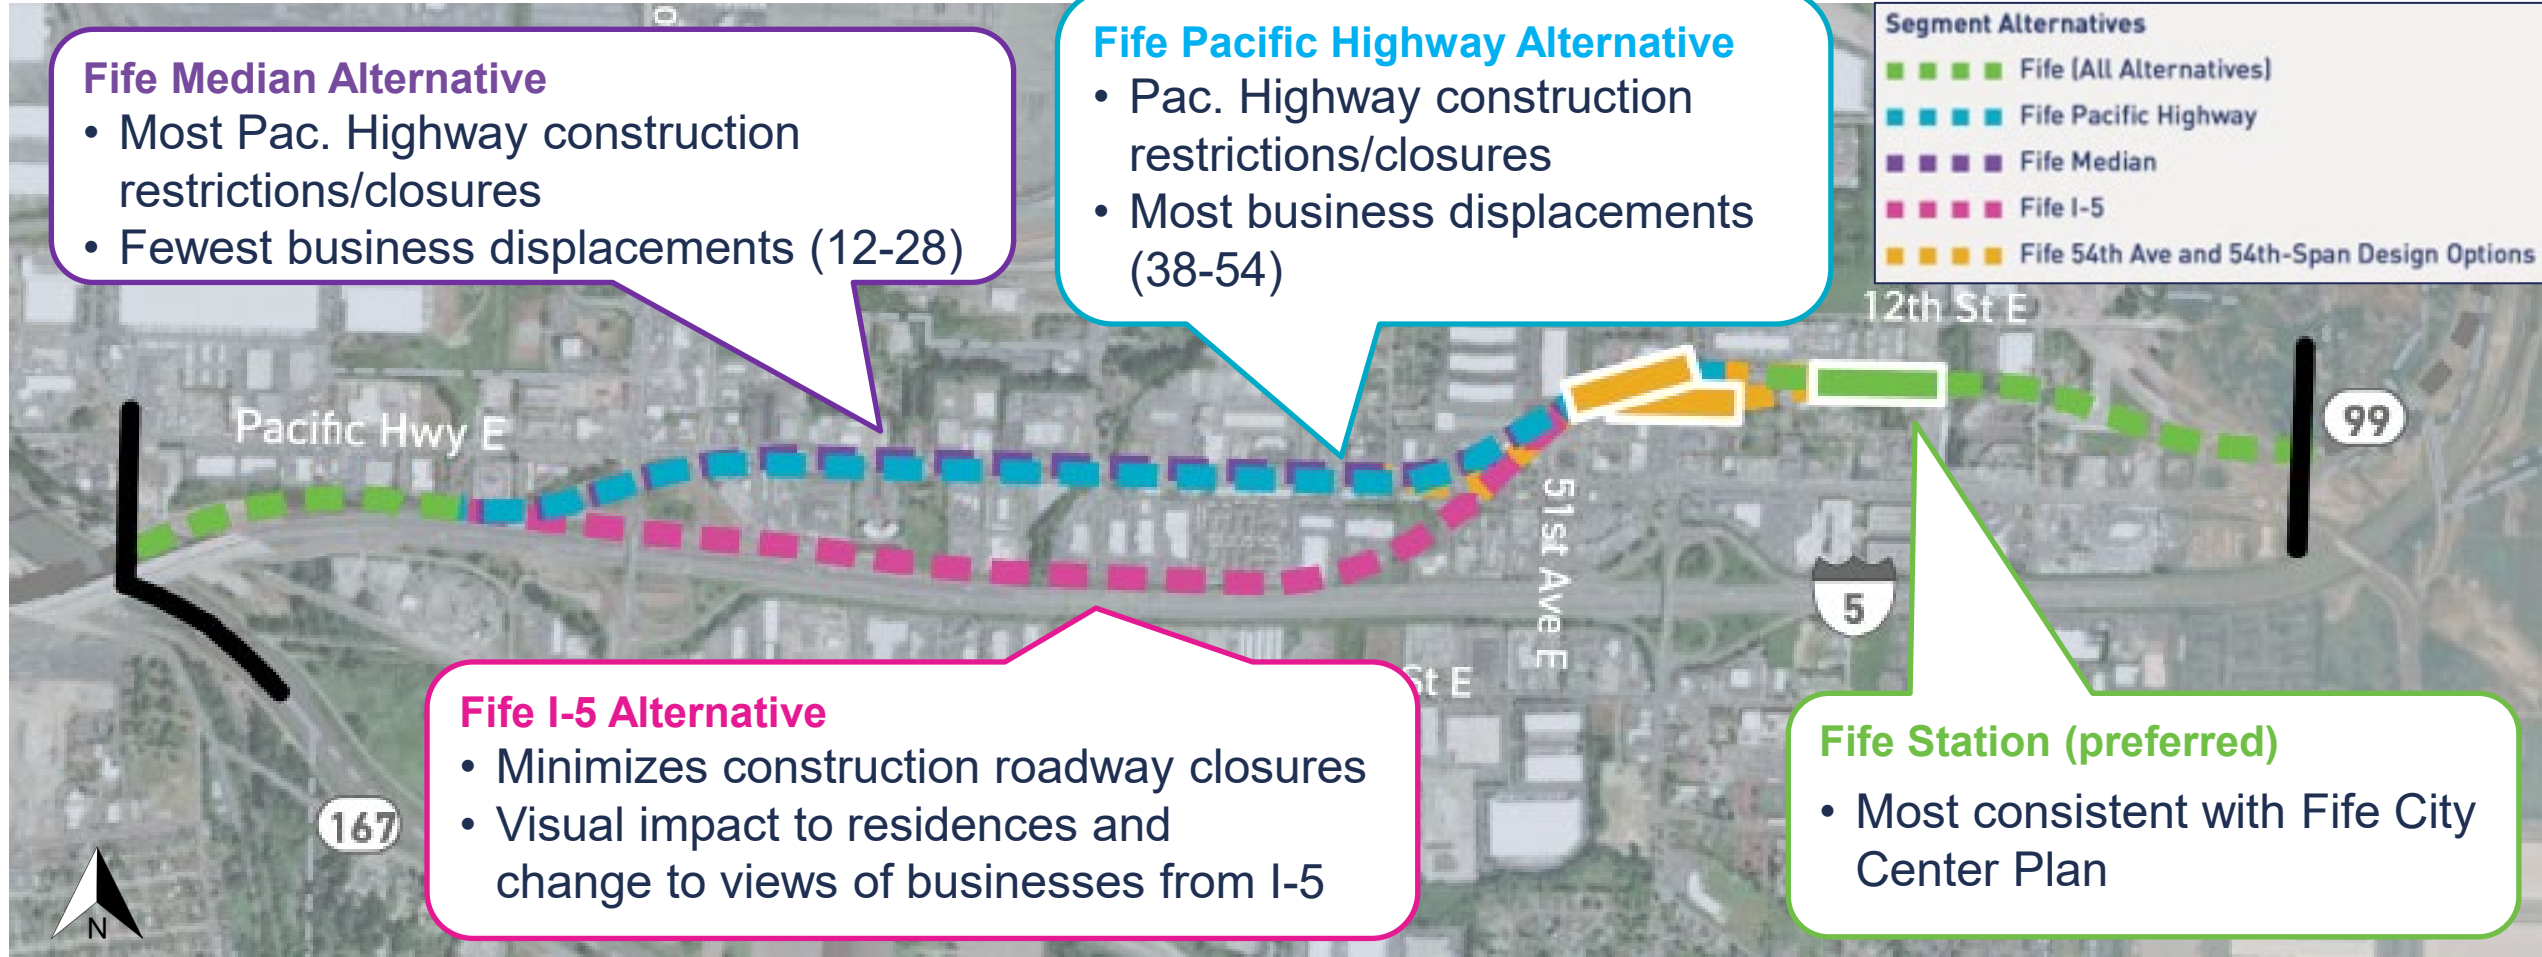 Fife Median Alternative
• Most Pac. Highway construction
restrictions/closures
• Fewest business displacements (12-28)
Fife Pacific Highway Alternative
• Pac. Highway construction
restrictions/closures
• Most business displacements
(38-54)
Segment Alternatives
Fife (All Alternatives)
Fife Pacific Highway
Fife Median
Fife I-5
Fife 54th Ave and 54th-Span Design Options
12th St E
Pacific Hwy E
99
51st Ave E
5
St E
167
N
Fife I-5 Alternative
• Minimizes construction roadway closures
• Visual impact to residences and
change to views of businesses from I-5
Fife Station (preferred)
• Most consistent with Fife City
Center Plan